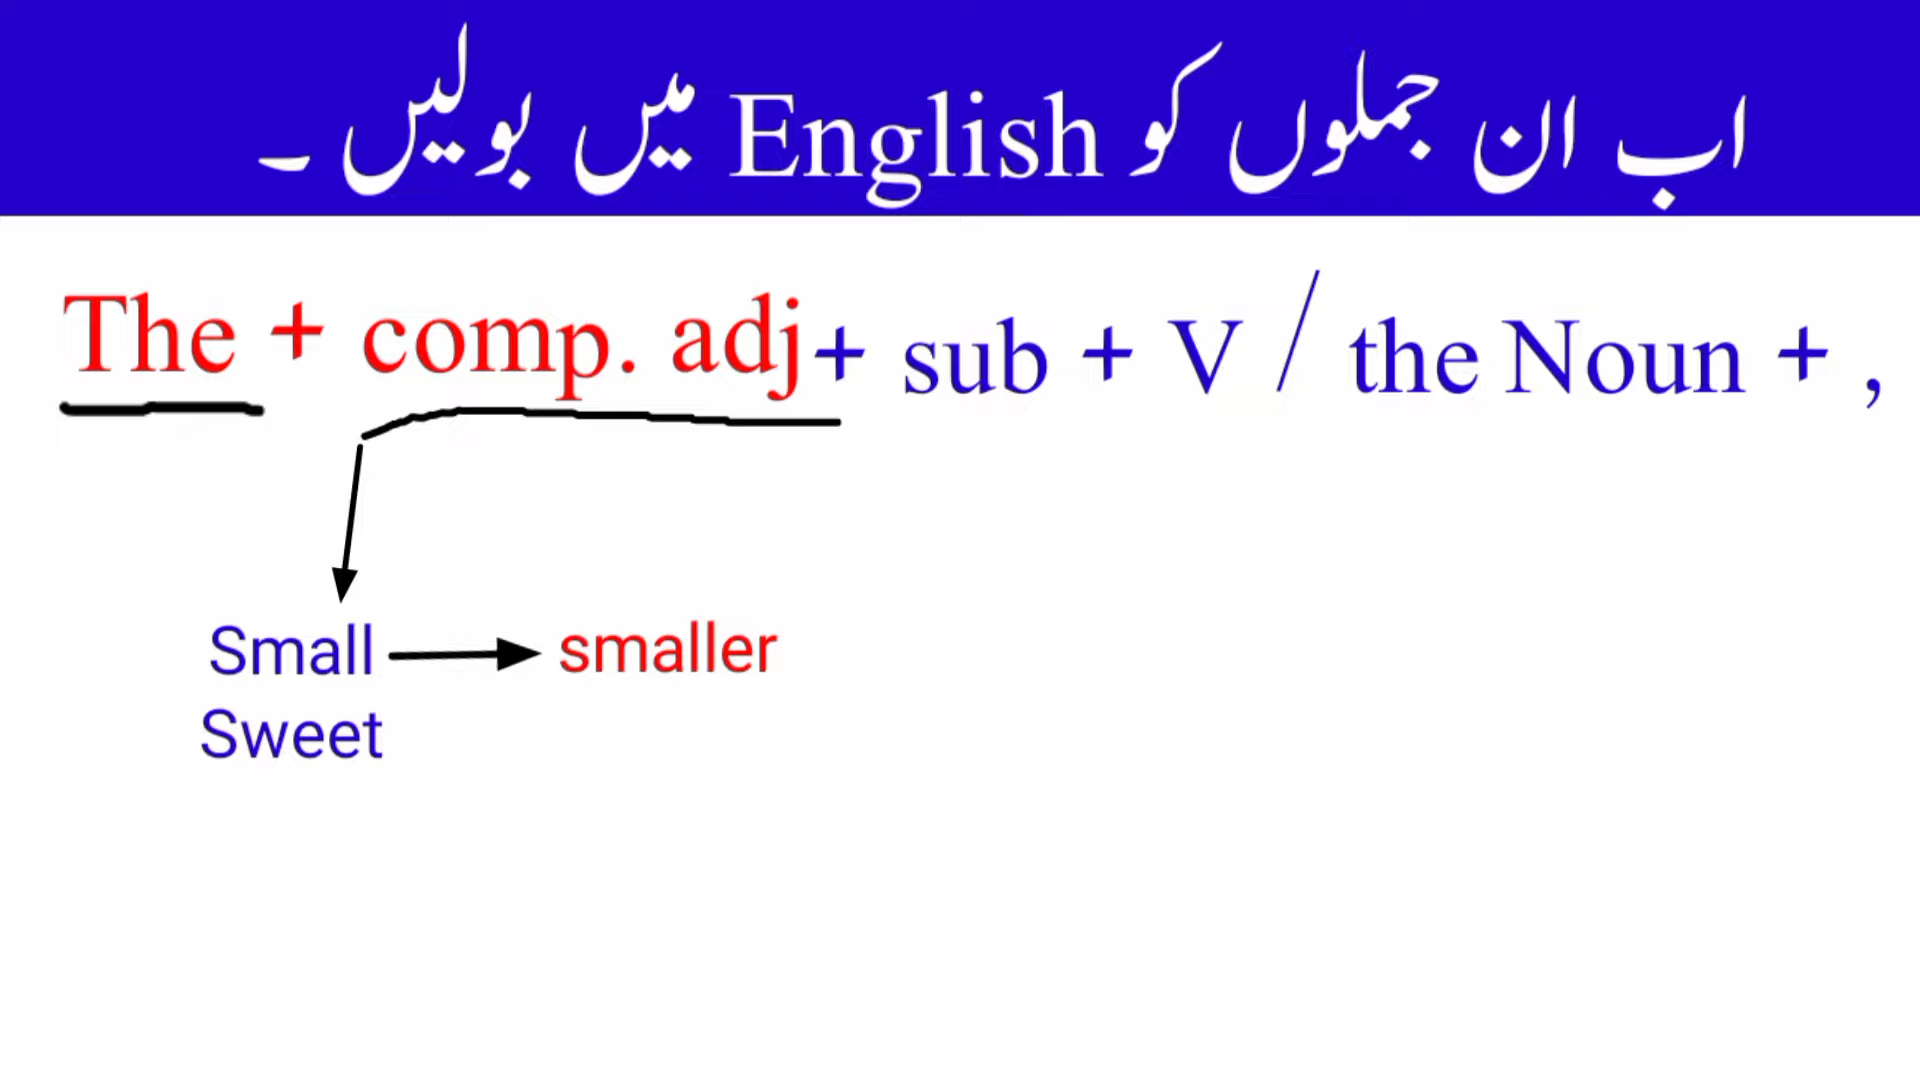 اب ان جملوں کو English میں بولیں ۔
The + comp. adj + sub + V / the Noun + ,
Small smaller
Sweet